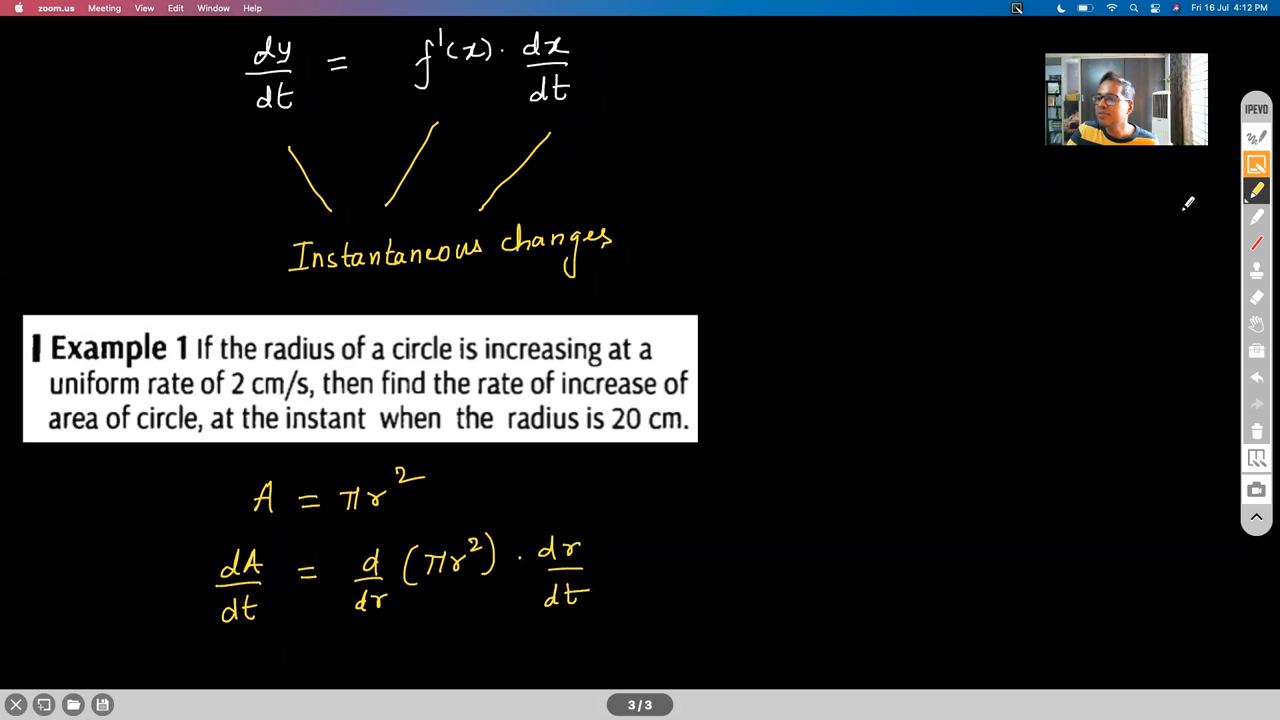 zoom.us Meeting View Edit Window Help Fri 16 Jul 4:12 PM
dy/dt = f'(x) · dx/dt
IPEVO
Instantaneous changes
Example 1 If the radius of a circle is increasing at a
uniform rate of 2 cm/s, then find the rate of increase of
area of circle, at the instant when the radius is 20 cm.
A = πr²
dA/dt = d/dr (πr²) · dr/dt
3/3